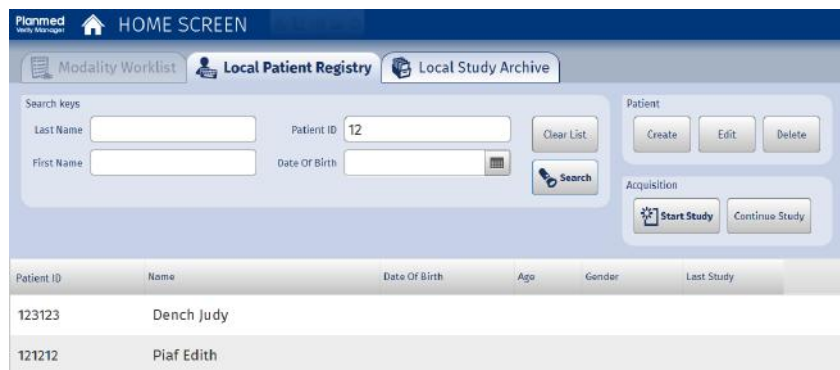 Planmed
Verity Manager
HOME SCREEN
Modality Worklist
Local Patient Registry
Local Study Archive
Search keys
Last Name
Patient ID 12
Clear List
First Name
Date Of Birth
Search
Patient
Create Edit Delete
Acquisition
Start Study Continue Study
Patient ID Name Date Of Birth Age Gender Last Study
123123 Dench Judy
121212 Piaf Edith